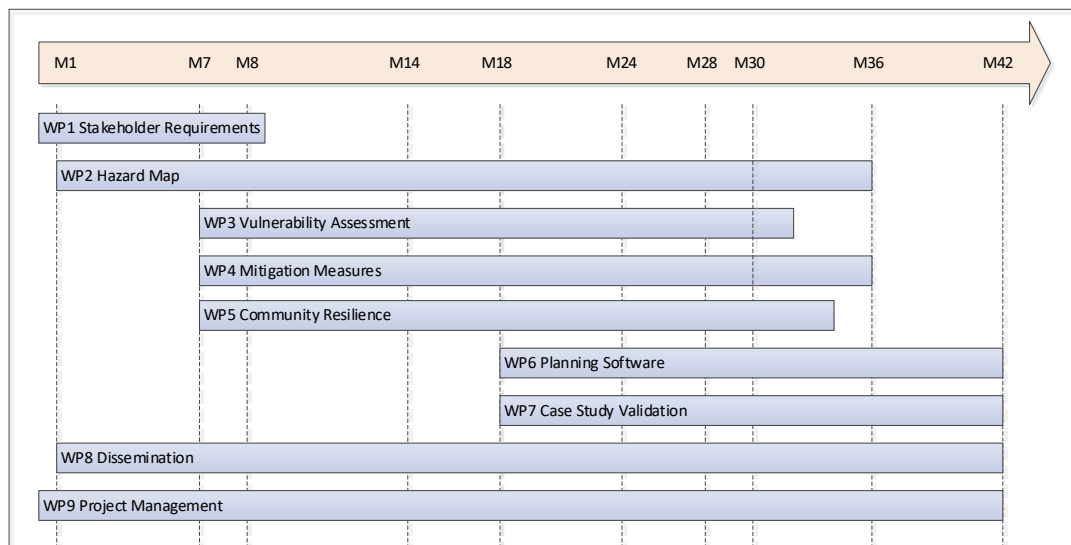 M1 M7 M8 M14 M18 M24 M28 M30 M36 M42
WP1 Stakeholder Requirements
WP2 Hazard Map
WP3 Vulnerability Assessment
WP4 Mitigation Measures
WP5 Community Resilience
WP6 Planning Software
WP7 Case Study Validation
WP8 Dissemination
WP9 Project Management